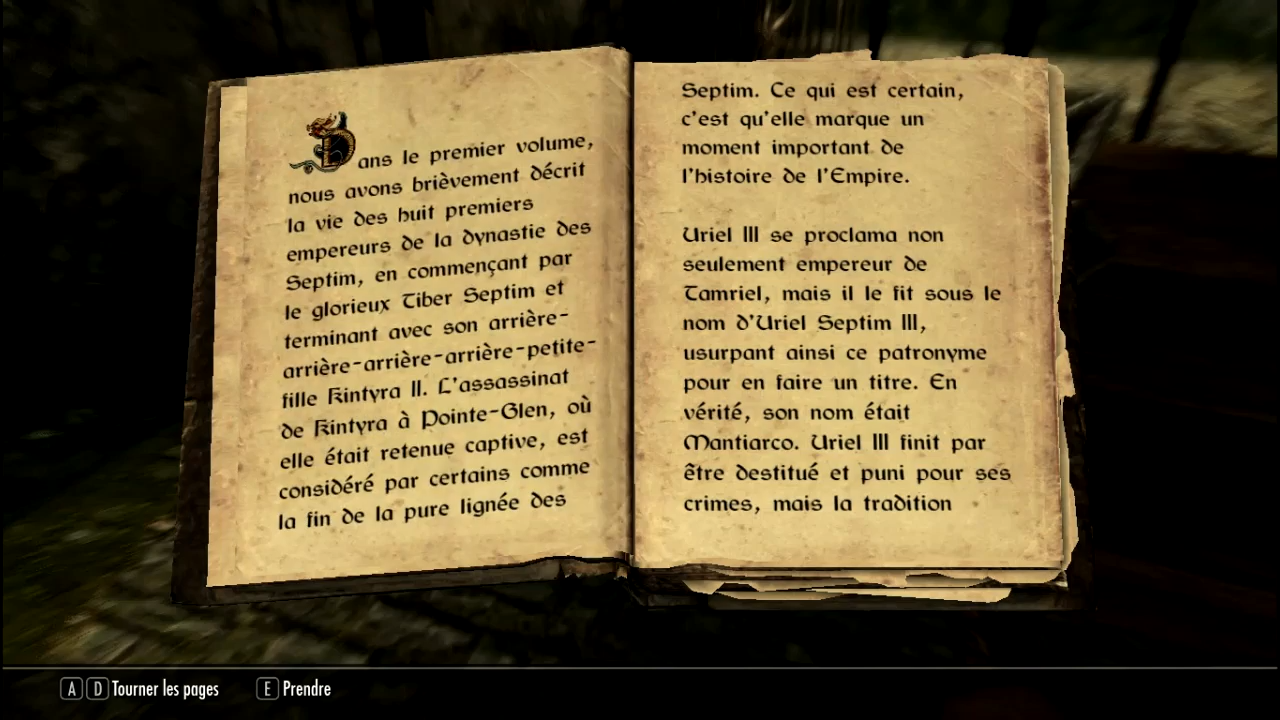 Dans le premier volume,
nous avons brièvement décrit
la vie des huit premiers
empereurs de la dynastie des
Septim, en commençant par
le glorieux Tiber Septim et
terminant avec son arrière-
arrière-arrière-arrière-petite-
fille Kintyra II. L'assassinat
de Kintyra à Pointe-Glen, où
elle était retenue captive, est
considéré par certains comme
la fin de la pure lignée des
Septim. Ce qui est certain,
c'est qu'elle marque un
moment important de
l'histoire de l'Empire.
Uriel III se proclama non
seulement empereur de
Tamriel, mais il le fit sous le
nom d'Uriel Septim III,
usurpant ainsi ce patronyme
pour en faire un titre. En
vérité, son nom était
Mantiarco. Uriel III finit par
être destitué et puni pour ses
crimes, mais la tradition
A D Tourner les pages E Prendre